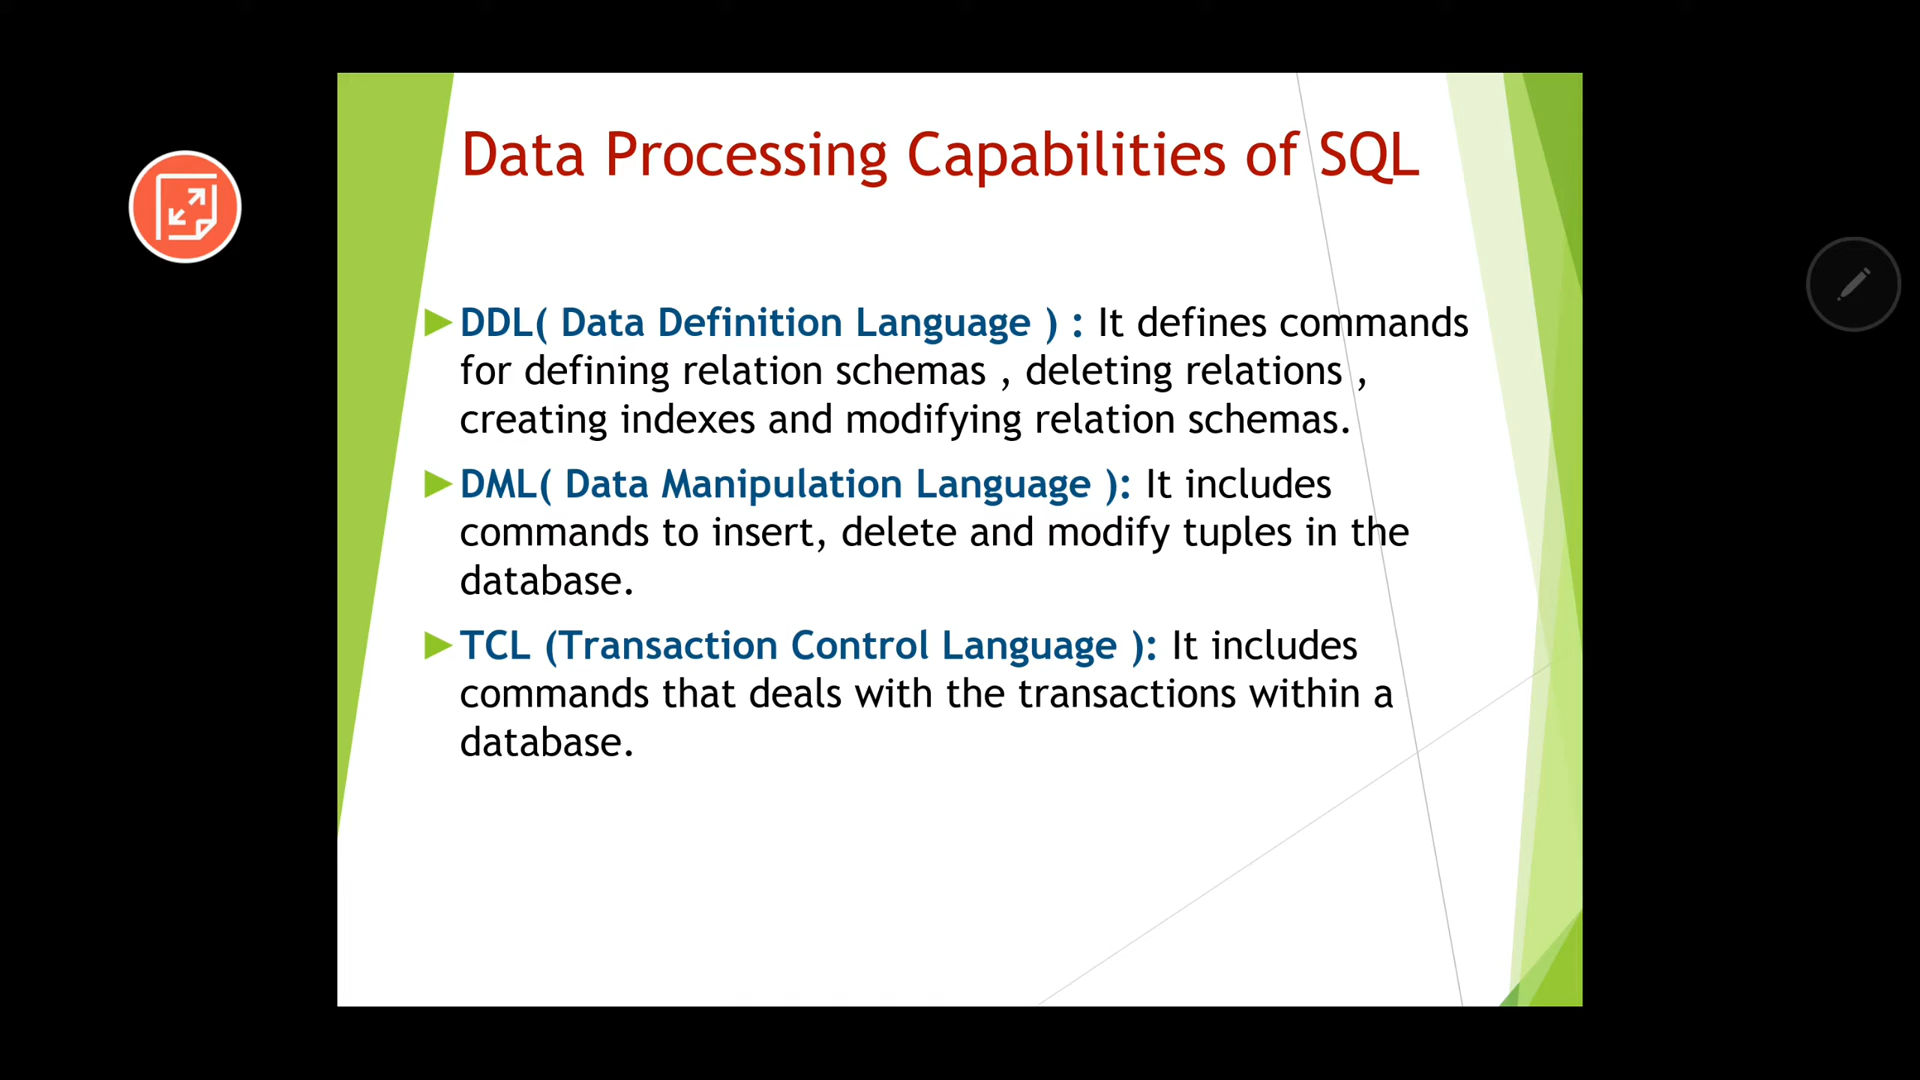 Data Processing Capabilities of SQL
DDL( Data Definition Language ) : It defines commands
for defining relation schemas , deleting relations ,
creating indexes and modifying relation schemas.
DML( Data Manipulation Language ): It includes
commands to insert, delete and modify tuples in the
database.
TCL (Transaction Control Language ): It includes
commands that deals with the transactions within a
database.